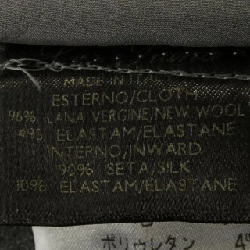 MADE IN ITALY
ESTERNO/CLOTH
96% LANA VERGINE/NEW WOOL
4% ELASTAM/ELASTANE
INTERNO/INWARD
90% SETA/SILK
10% ELASTAM/ELASTANE
ポリウレタン 4%